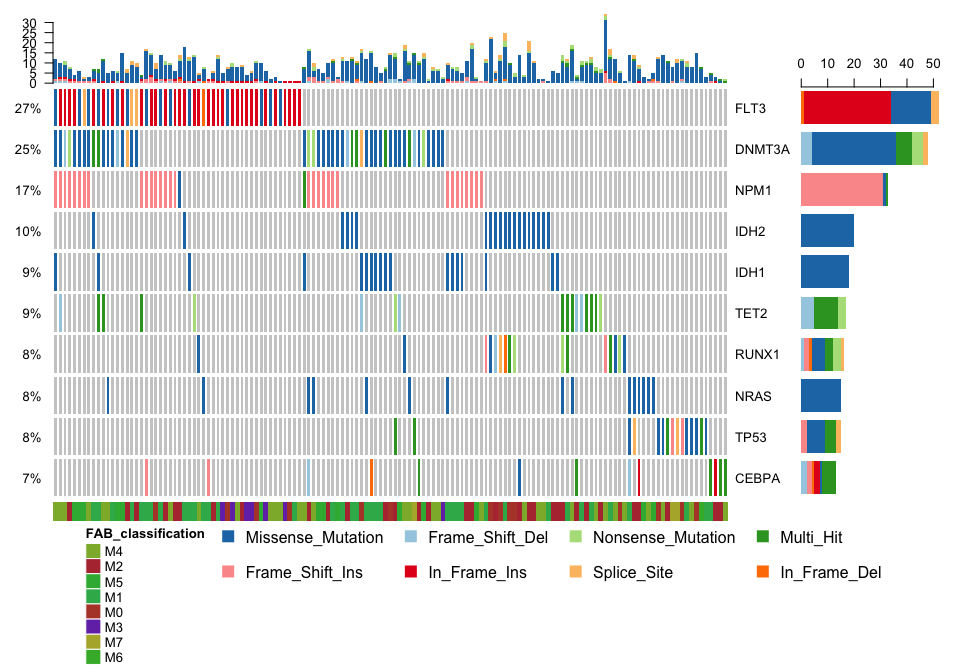 30
25
20
15
10
5
0
0 10 20 30 40 50
27% FLT3
25% DNMT3A
17% NPM1
10% IDH2
9% IDH1
9% TET2
8% RUNX1
8% NRAS
8% TP53
7% CEBPA
FAB_classification
M4
M2
M5
M1
M0
M3
M7
M6
Missense_Mutation Frame_Shift_Del Nonsense_Mutation Multi_Hit
Frame_Shift_Ins In_Frame_Ins Splice_Site In_Frame_Del